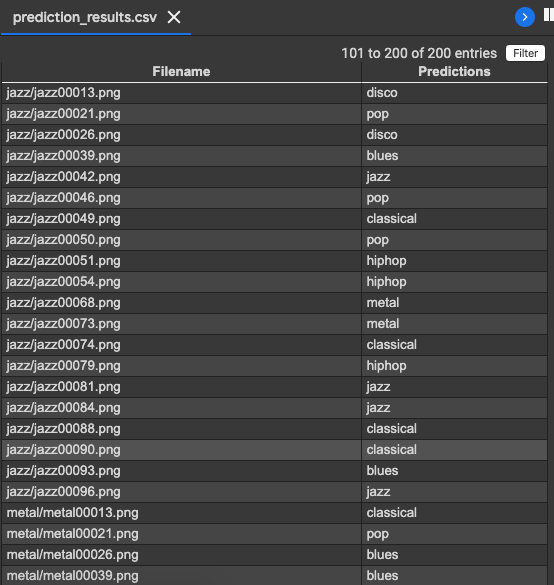 prediction_results.csv
101 to 200 of 200 entries Filter
Filename Predictions
jazz/jazz00013.png disco
jazz/jazz00021.png pop
jazz/jazz00026.png disco
jazz/jazz00039.png blues
jazz/jazz00042.png jazz
jazz/jazz00046.png pop
jazz/jazz00049.png classical
jazz/jazz00050.png pop
jazz/jazz00051.png hiphop
jazz/jazz00054.png hiphop
jazz/jazz00068.png metal
jazz/jazz00073.png metal
jazz/jazz00074.png classical
jazz/jazz00079.png hiphop
jazz/jazz00081.png jazz
jazz/jazz00084.png jazz
jazz/jazz00088.png classical
jazz/jazz00090.png classical
jazz/jazz00093.png blues
jazz/jazz00096.png jazz
metal/metal00013.png classical
metal/metal00021.png pop
metal/metal00026.png blues
metal/metal00039.png blues